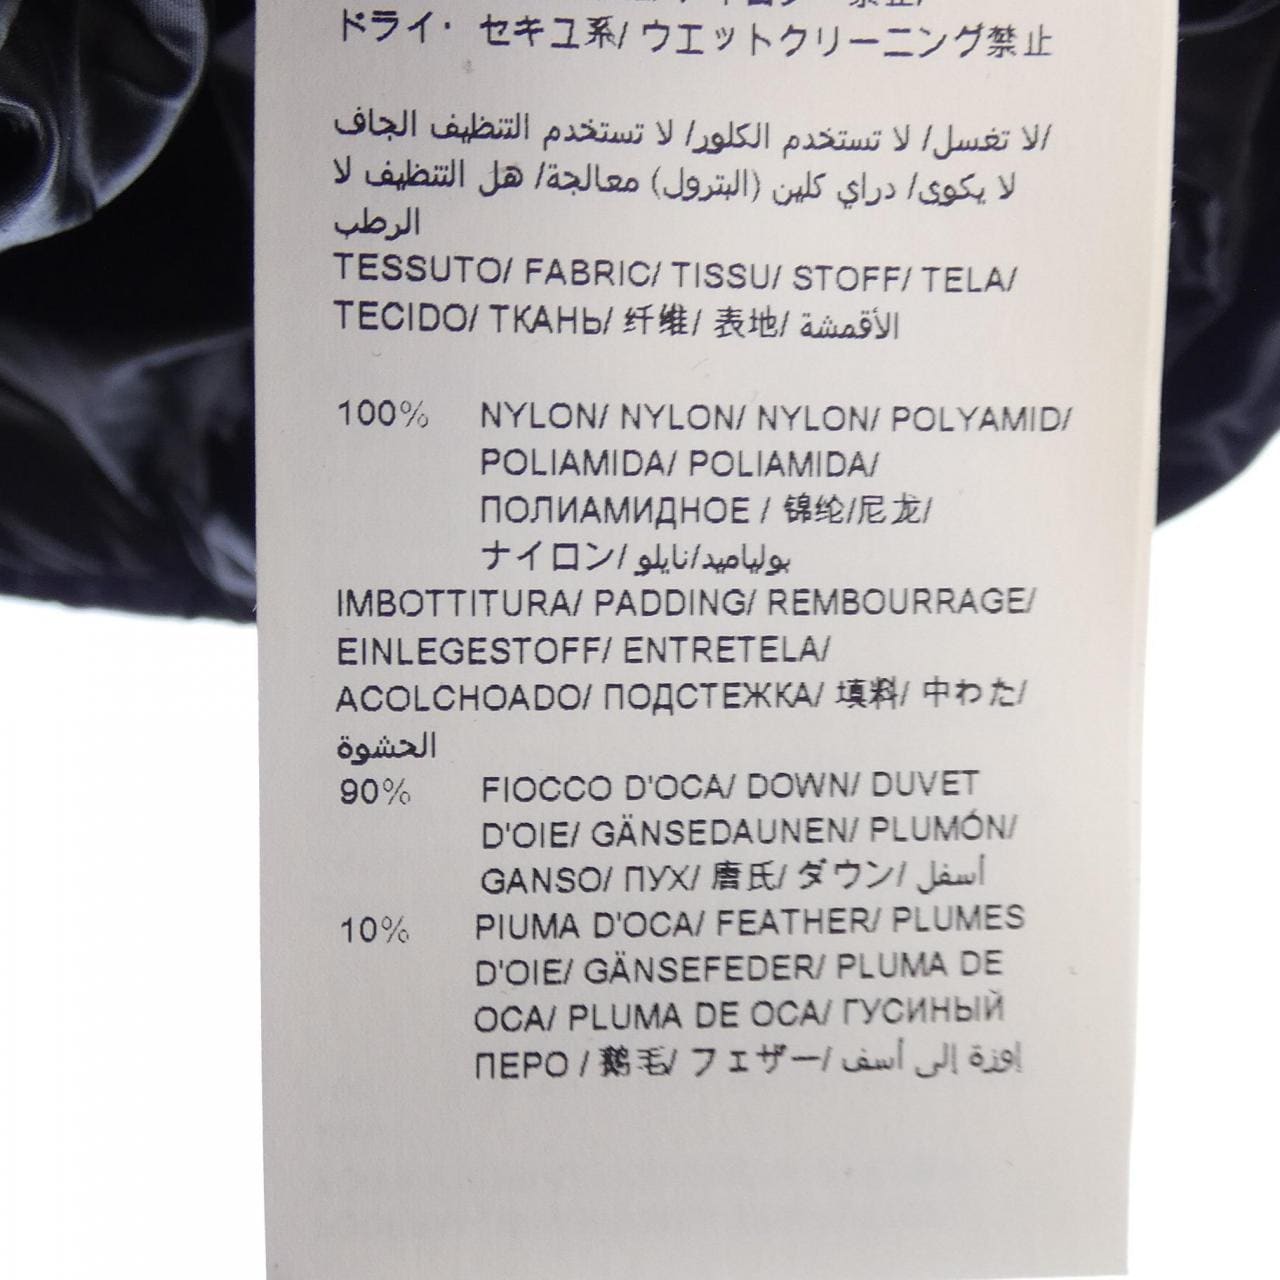 ドライ・ セキユ系/ ウエットクリーニング禁止
/لا تغسل/ لا تستخدم الكلور/ لا تستخدم التنظيف الجاف
لا يكوى/ دراي كلين (البترول) معالجة/ هل التنظيف لا
الرطب
TESSUTO/ FABRIC/ TISSU/ STOFF/ TELA/
TECIDO/ ТКАНЬ/ 纤维/ 表地/ الأقمشة
100% NYLON/ NYLON/ NYLON/ POLYAMID/
POLIAMIDA/ POLIAMIDA/
ПОЛИАМИДНОЕ / 锦纶/尼龙/
ナイロン/ بولياميد/نايلو
IMBOTTITURA/ PADDING/ REMBOURRAGE/
EINLEGESTOFF/ ENTRETELA/
ACOLCHOADO/ ПОДСТЕЖКА/ 填料/ 中わた/
الحشوة
90% FIOCCO D'OCA/ DOWN/ DUVET
D'OIE/ GÄNSEDAUNEN/ PLUMÓN/
GANSO/ ПУХ/ 唐氏/ ダウン/ أسفل
10% PIUMA D'OCA/ FEATHER/ PLUMES
D'OIE/ GÄNSEFEDER/ PLUMA DE
OCA/ PLUMA DE OCA/ ГУСИНЫЙ
ПЕРО / 鹅毛/ フェザー/ إوزة إلى أسف